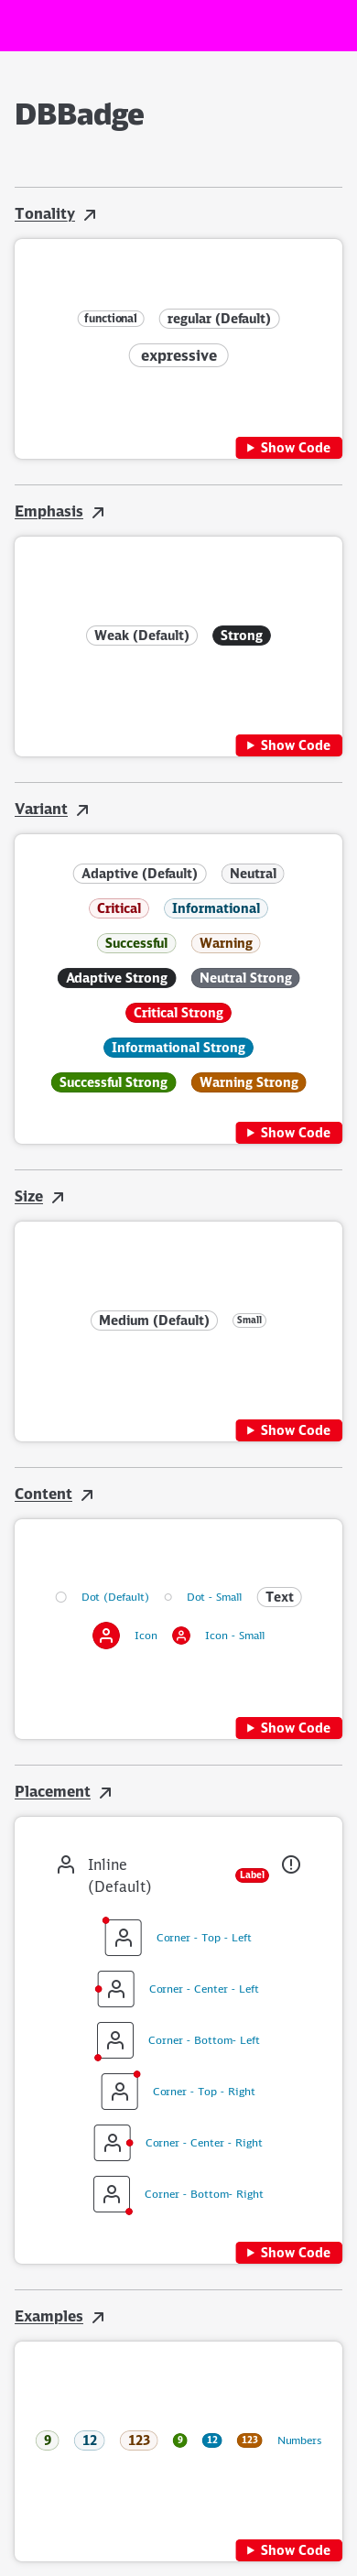 DBBadge
Tonality
functional regular (Default)
expressive
Show Code
Emphasis
Weak (Default) Strong
Show Code
Variant
Adaptive (Default) Neutral
Critical Informational
Successful Warning
Adaptive Strong Neutral Strong
Critical Strong
Informational Strong
Successful Strong Warning Strong
Show Code
Size
Medium (Default) Small
Show Code
Content
Dot (Default) Dot - Small Text
Icon Icon - Small
Show Code
Placement
Inline
(Default)
Label
Corner - Top - Left
Corner - Center - Left
Corner - Bottom- Left
Corner - Top - Right
Corner - Center - Right
Corner - Bottom- Right
Show Code
Examples
9 12 123 9 12 123 Numbers
Show Code